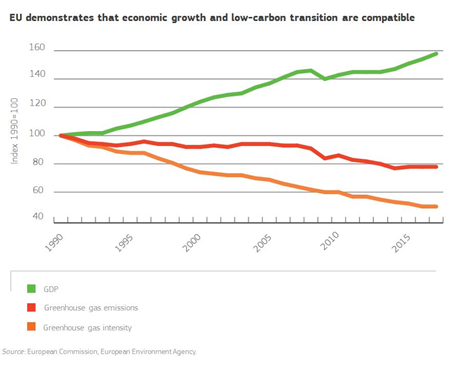 EU demonstrates that economic growth and low-carbon transition are compatible
Index 1990=100
160
140
120
100
80
60
40
1990
1995
2000
2005
2010
2015
GDP
Greenhouse gas emissions
Greenhouse gas intensity
Source: European Commission, European Environment Agency.